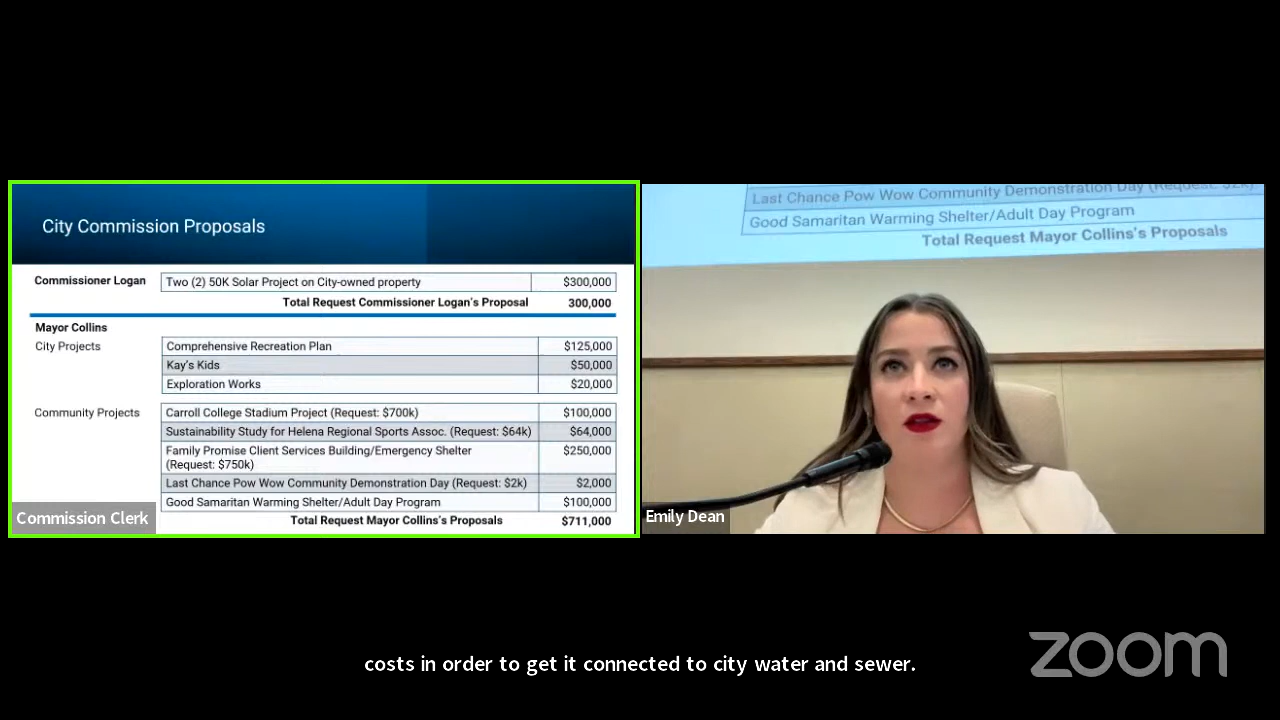 City Commission Proposals
Commissioner Logan
Two (2) 50K Solar Project on City-owned property $300,000
Total Request Commissioner Logan's Proposal 300,000
Mayor Collins
City Projects
Comprehensive Recreation Plan $125,000
Kay's Kids $50,000
Exploration Works $20,000
Community Projects
Carroll College Stadium Project (Request: $700k) $100,000
Sustainability Study for Helena Regional Sports Assoc. (Request: $64k) $64,000
Family Promise Client Services Building/Emergency Shelter $250,000
(Request: $750k)
Last Chance Pow Wow Community Demonstration Day (Request: $2k) $2,000
Good Samaritan Warming Shelter/Adult Day Program $100,000
Total Request Mayor Collins's Proposals $711,000
Commission Clerk
Last Chance Pow Wow Community Demonstration Day (Request: $2k)
Good Samaritan Warming Shelter/Adult Day Program
Total Request Mayor Collins's Proposals
Emily Dean
costs in order to get it connected to city water and sewer.
zoom